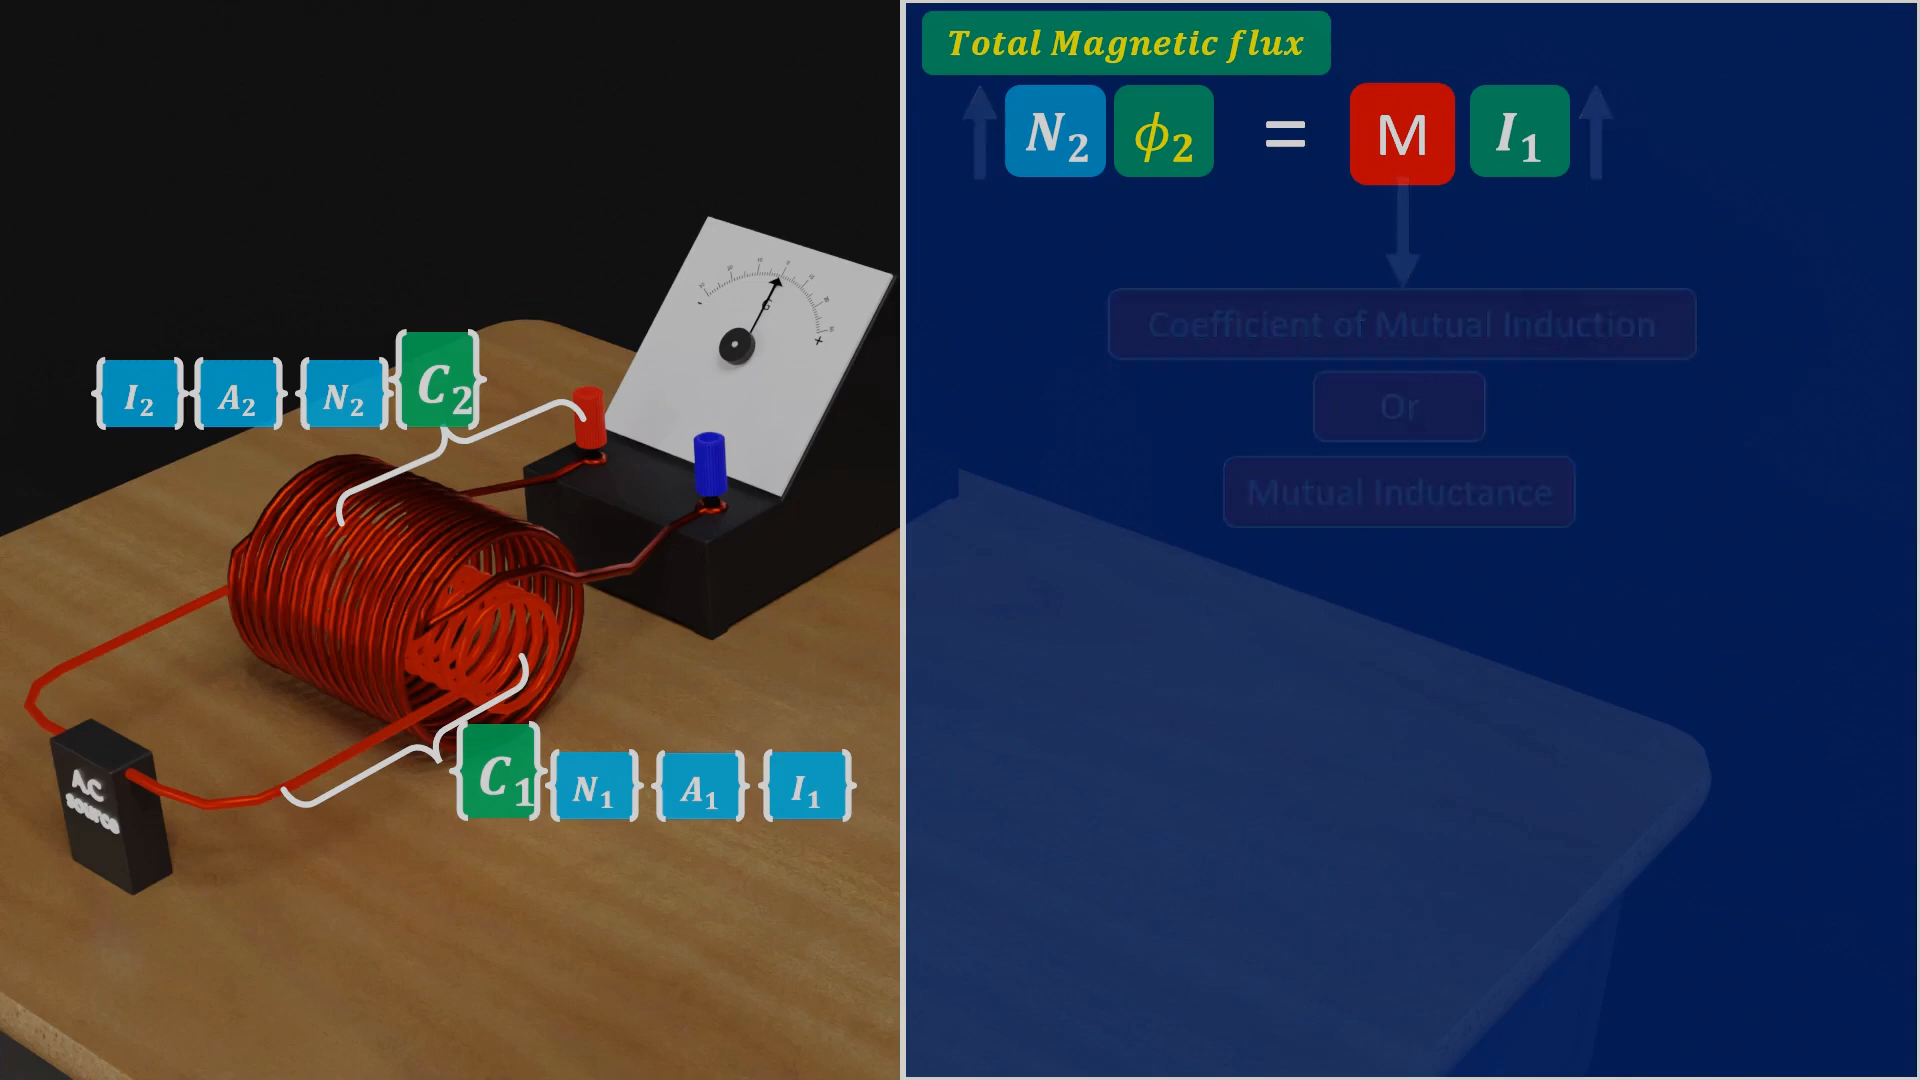 Total Magnetic flux
N₂ ϕ₂ = M I₁
Coefficient of Mutual Induction
Or
Mutual Inductance
I₂ A₂ N₂ C₂
G
- +
AC
source
C₁ N₁ A₁ I₁